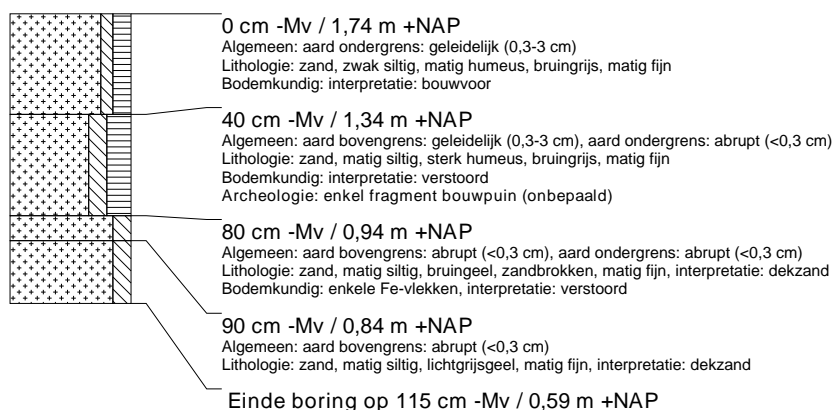 0 cm -Mv / 1,74 m +NAP
Algemeen: aard ondergrens: geleidelijk (0,3-3 cm)
Lithologie: zand, zwak siltig, matig humeus, bruingrijs, matig fijn
Bodemkundig: interpretatie: bouwvoor
40 cm -Mv / 1,34 m +NAP
Algemeen: aard bovengrens: geleidelijk (0,3-3 cm), aard ondergrens: abrupt (<0,3 cm)
Lithologie: zand, matig siltig, sterk humeus, bruingrijs, matig fijn
Bodemkundig: interpretatie: verstoord
Archeologie: enkel fragment bouwpuin (onbepaald)
80 cm -Mv / 0,94 m +NAP
Algemeen: aard bovengrens: abrupt (<0,3 cm), aard ondergrens: abrupt (<0,3 cm)
Lithologie: zand, matig siltig, bruingeel, zandbrokken, matig fijn, interpretatie: dekzand
Bodemkundig: enkele Fe-vlekken, interpretatie: verstoord
90 cm -Mv / 0,84 m +NAP
Algemeen: aard bovengrens: abrupt (<0,3 cm)
Lithologie: zand, matig siltig, lichtgrijsgeel, matig fijn, interpretatie: dekzand
Einde boring op 115 cm -Mv / 0,59 m +NAP